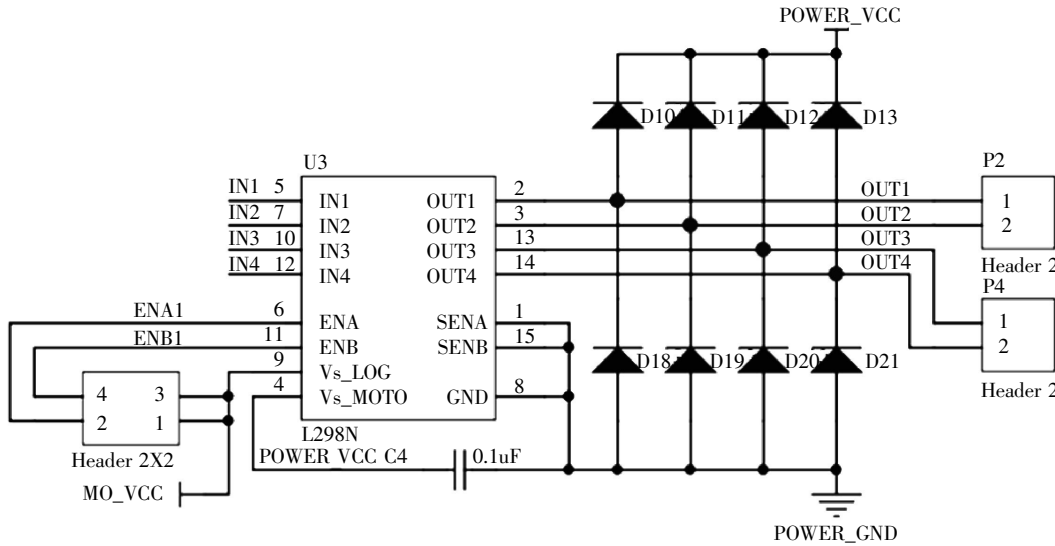 POWER_VCC
D10 D11 D12 D13
U3
P2
IN1 5 IN1 OUT1 2 OUT1 1
IN2 7 IN2 OUT2 3 OUT2 2
IN3 10 IN3 OUT3 13 OUT3
IN4 12 IN4 OUT4 14 OUT4
Header 2
P4
ENA1 6 ENA SENA 1 1
ENB1 11 ENB SENB 15 2
9 Vs_LOG D18 D19 D20 D21
4 Vs_MOTO GND 8
Header 2
4 3
2 1
L298N
Header 2X2
POWER_VCC C4 0.1uF
MO_VCC
POWER_GND